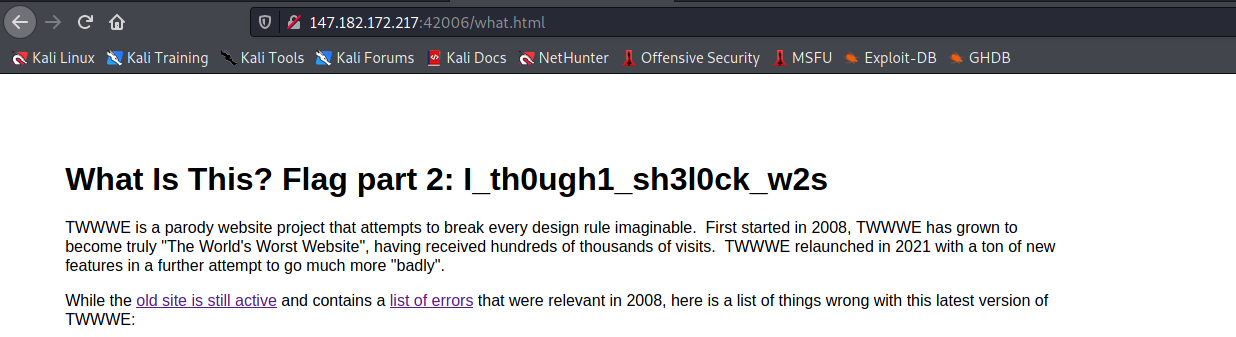 147.182.172.217:42006/what.html
Kali Linux Kali Training Kali Tools Kali Forums Kali Docs NetHunter Offensive Security MSFU Exploit-DB GHDB
What Is This? Flag part 2: I_th0ugh1_sh3l0ck_w2s
TWWWE is a parody website project that attempts to break every design rule imaginable.  First started in 2008, TWWWE has grown to
become truly "The World's Worst Website", having received hundreds of thousands of visits.  TWWWE relaunched in 2021 with a ton of new
features in a further attempt to go much more "badly".
While the old site is still active and contains a list of errors that were relevant in 2008, here is a list of things wrong with this latest version of
TWWWE: